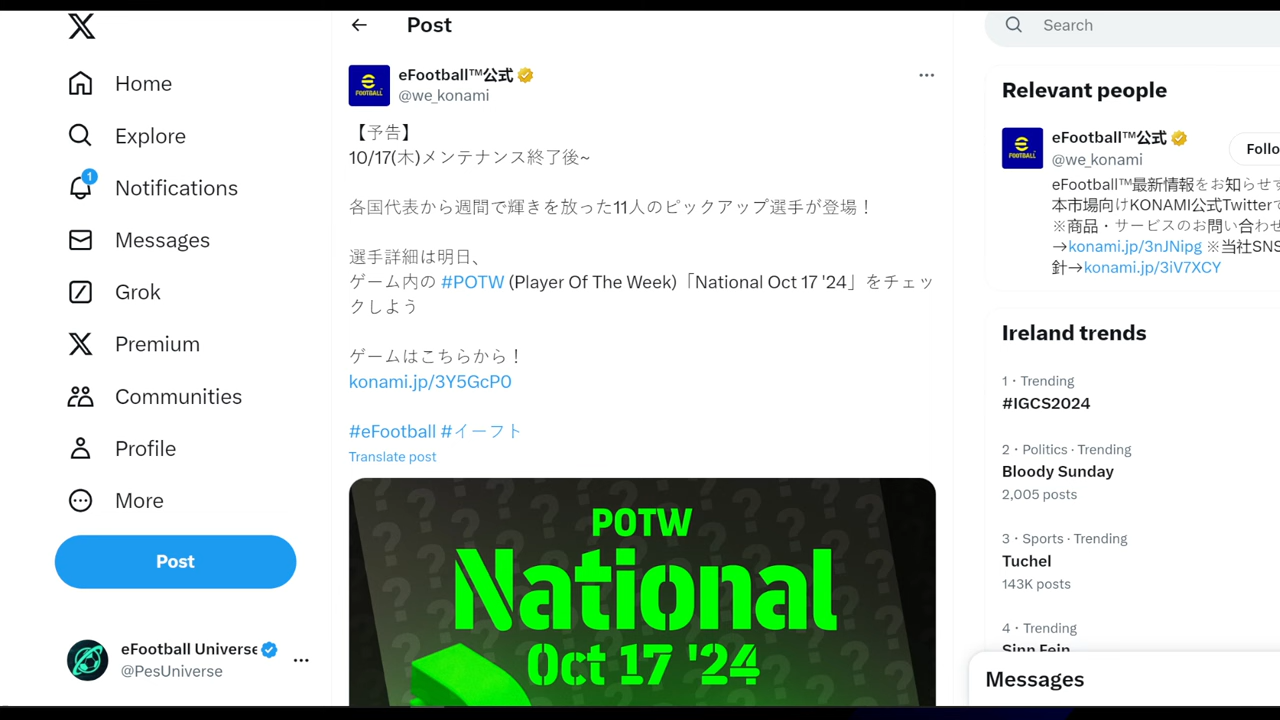 Home
Explore
1
Notifications
Messages
Grok
Premium
Communities
Profile
More
Post
eFootball Universe
@PesUniverse
Post
eFootball™公式
@we_konami
【予告】
10/17(木)メンテナンス終了後~
各国代表から週間で輝きを放った11人のピックアップ選手が登場！
選手詳細は明日、
ゲーム内の #POTW (Player Of The Week)「National Oct 17 '24」をチェッ
クしよう
ゲームはこちらから！
konami.jp/3Y5GcP0
#eFootball #イーフト
Translate post
POTW
National
Oct 17 '24
Search
Relevant people
eFootball™公式
@we_konami
Follo
eFootball™最新情報をお知らせす
本市場向けKONAMI公式Twitterで
※商品・サービスのお問い合わせ
→konami.jp/3nJNipg ※当社SNS
針→konami.jp/3iV7XCY
Ireland trends
1 · Trending
#IGCS2024
2 · Politics · Trending
Bloody Sunday
2,005 posts
3 · Sports · Trending
Tuchel
143K posts
4 · Trending
Sinn Fein
Messages